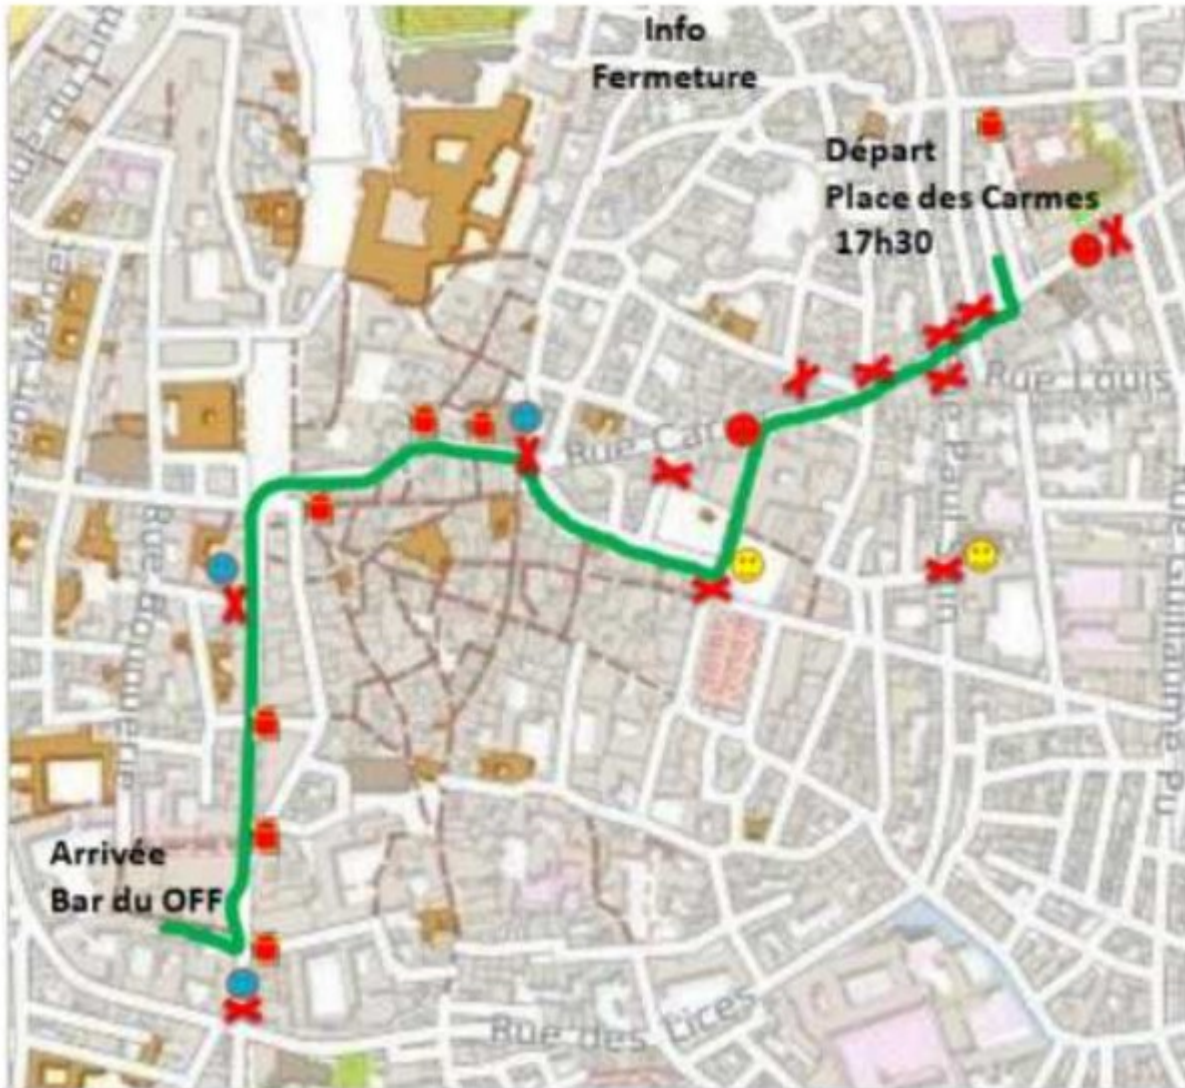 Info
Fermeture
Départ
Place des Carmes
17h30
Rue Louis
Rue Car
Arrivée
Bar du OFF
Rue des Lices